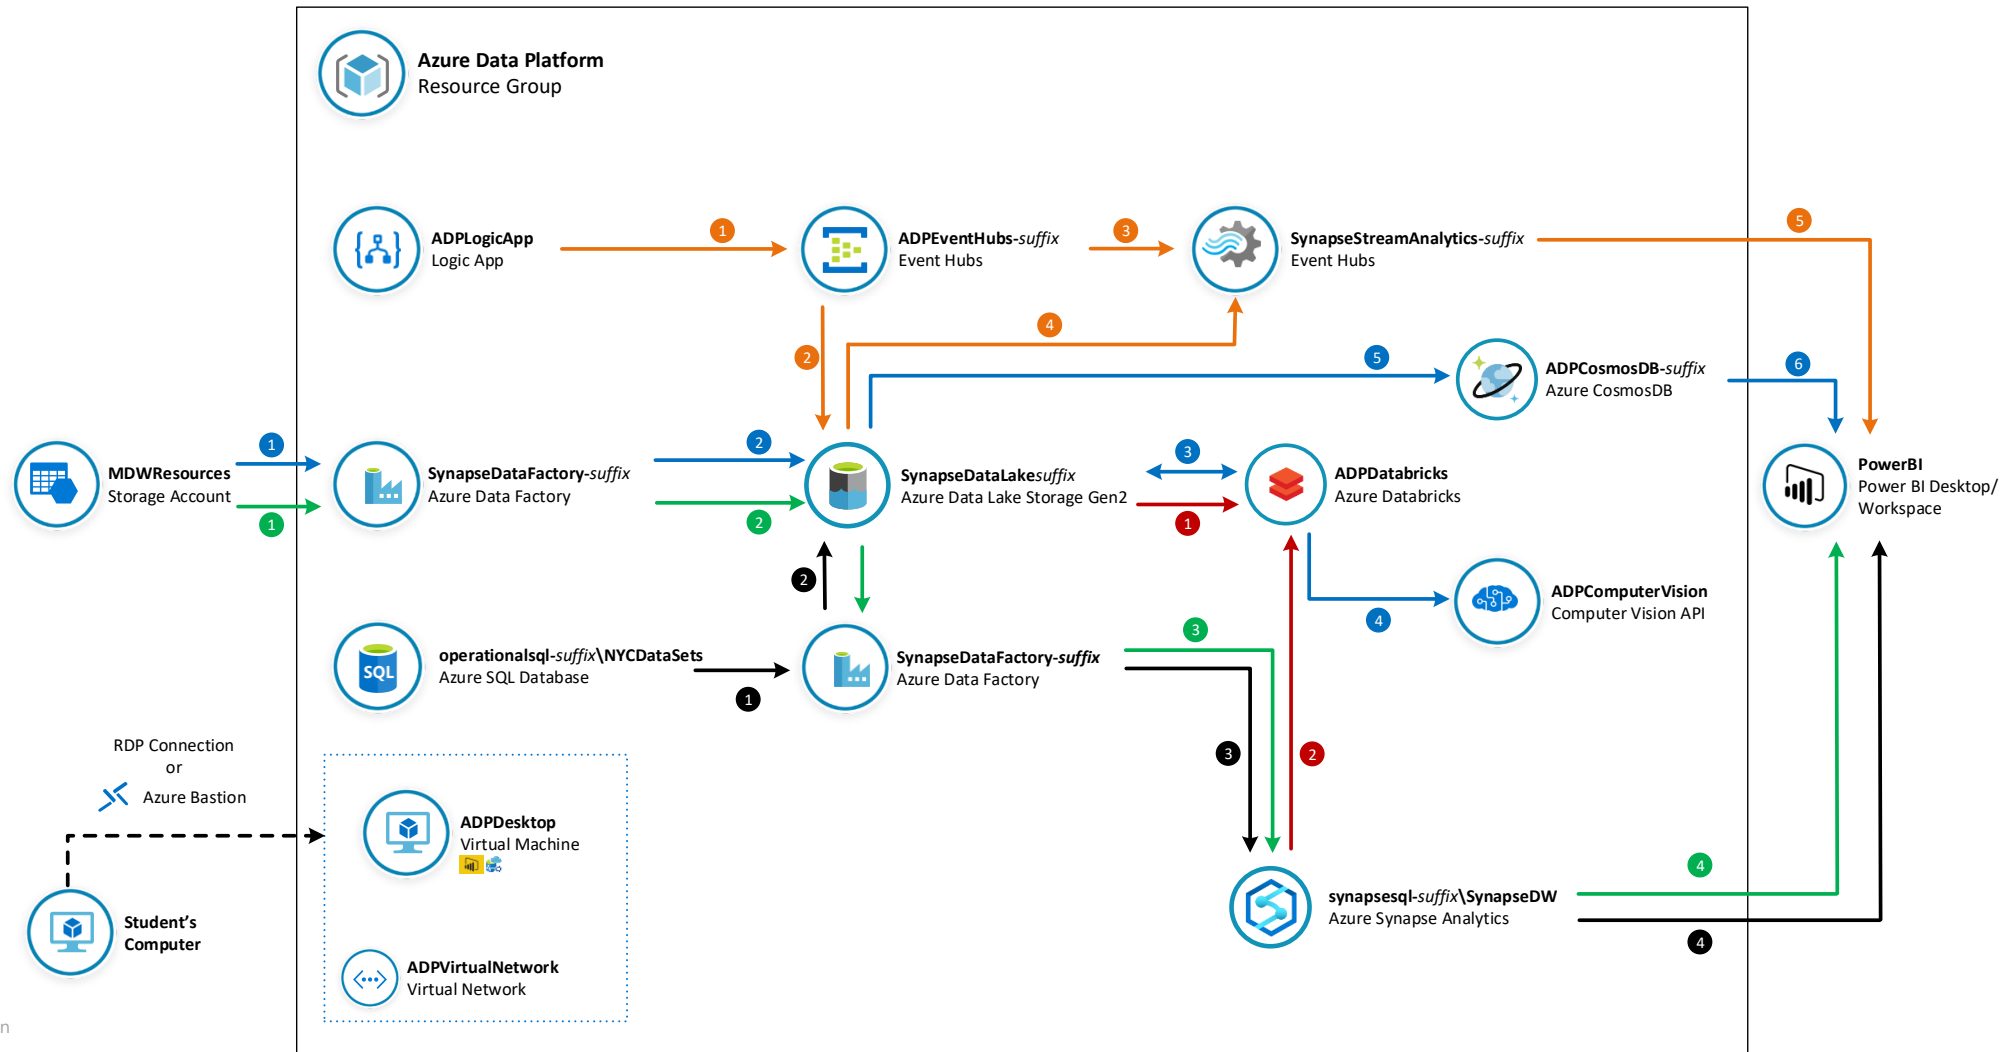 Azure Data Platform
Resource Group
ADPLogicApp
Logic App
1
ADPEventHubs-suffix
Event Hubs
3
SynapseStreamAnalytics-suffix
Event Hubs
5
2
4
5
ADPCosmosDB-suffix
Azure CosmosDB
6
MDWResources
Storage Account
1
1
SynapseDataFactory-suffix
Azure Data Factory
2
2
SynapseDataLakesuffix
Azure Data Lake Storage Gen2
3
1
ADPDatabricks
Azure Databricks
PowerBI
Power BI Desktop/
Workspace
2
4
ADPComputerVision
Computer Vision API
SQL
operationalsql-suffix\NYCDataSets
Azure SQL Database
1
SynapseDataFactory-suffix
Azure Data Factory
3
3
2
RDP Connection
or
Azure Bastion
ADPDesktop
Virtual Machine
Student’s
Computer
ADPVirtualNetwork
Virtual Network
synapsesql-suffix\SynapseDW
Azure Synapse Analytics
4
4
n